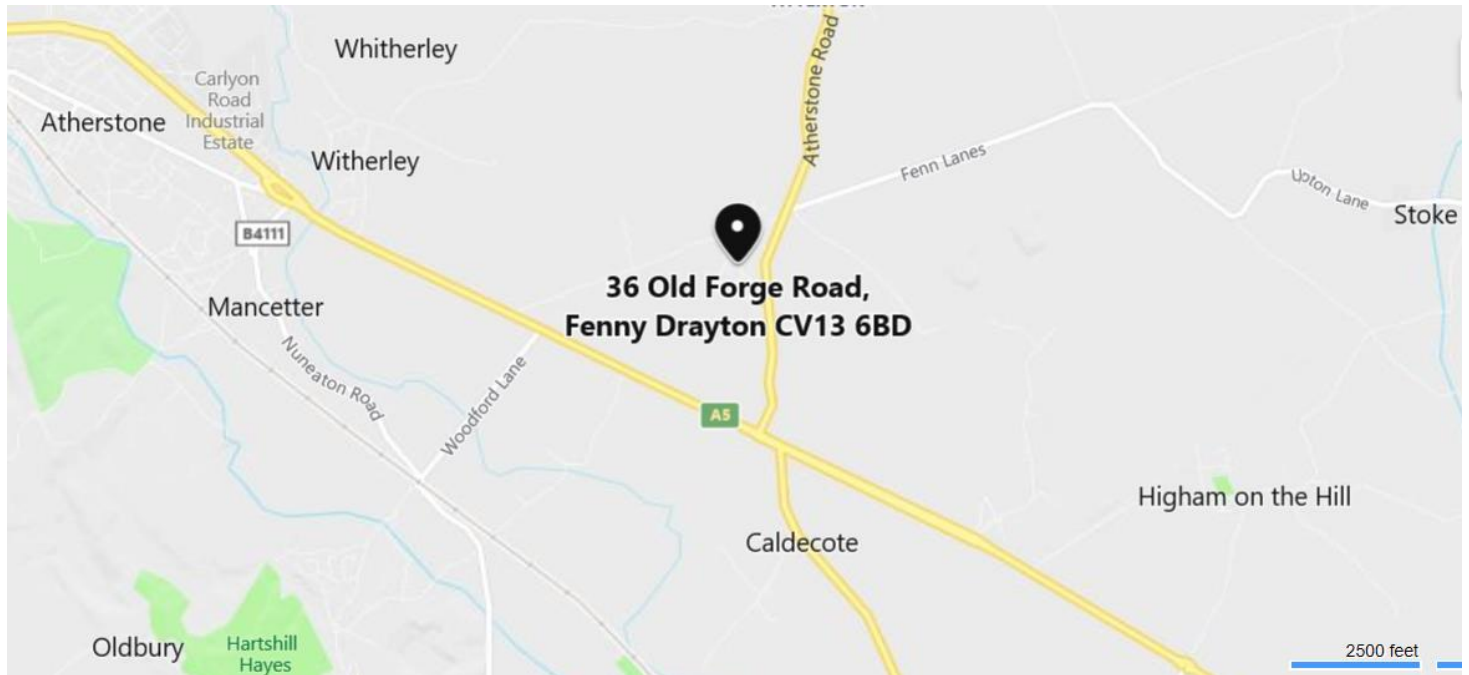 Whitherley
Atherstone Road
Carlyon
Road
Industrial
Estate
Atherstone
Witherley
Fenn Lanes
Upton Lane
Stoke
B4111
36 Old Forge Road,
Fenny Drayton CV13 6BD
Mancetter
Nuneaton Road
Woodford Lane
A5
Higham on the Hill
Caldecote
Oldbury
Hartshill
Hayes
2500 feet